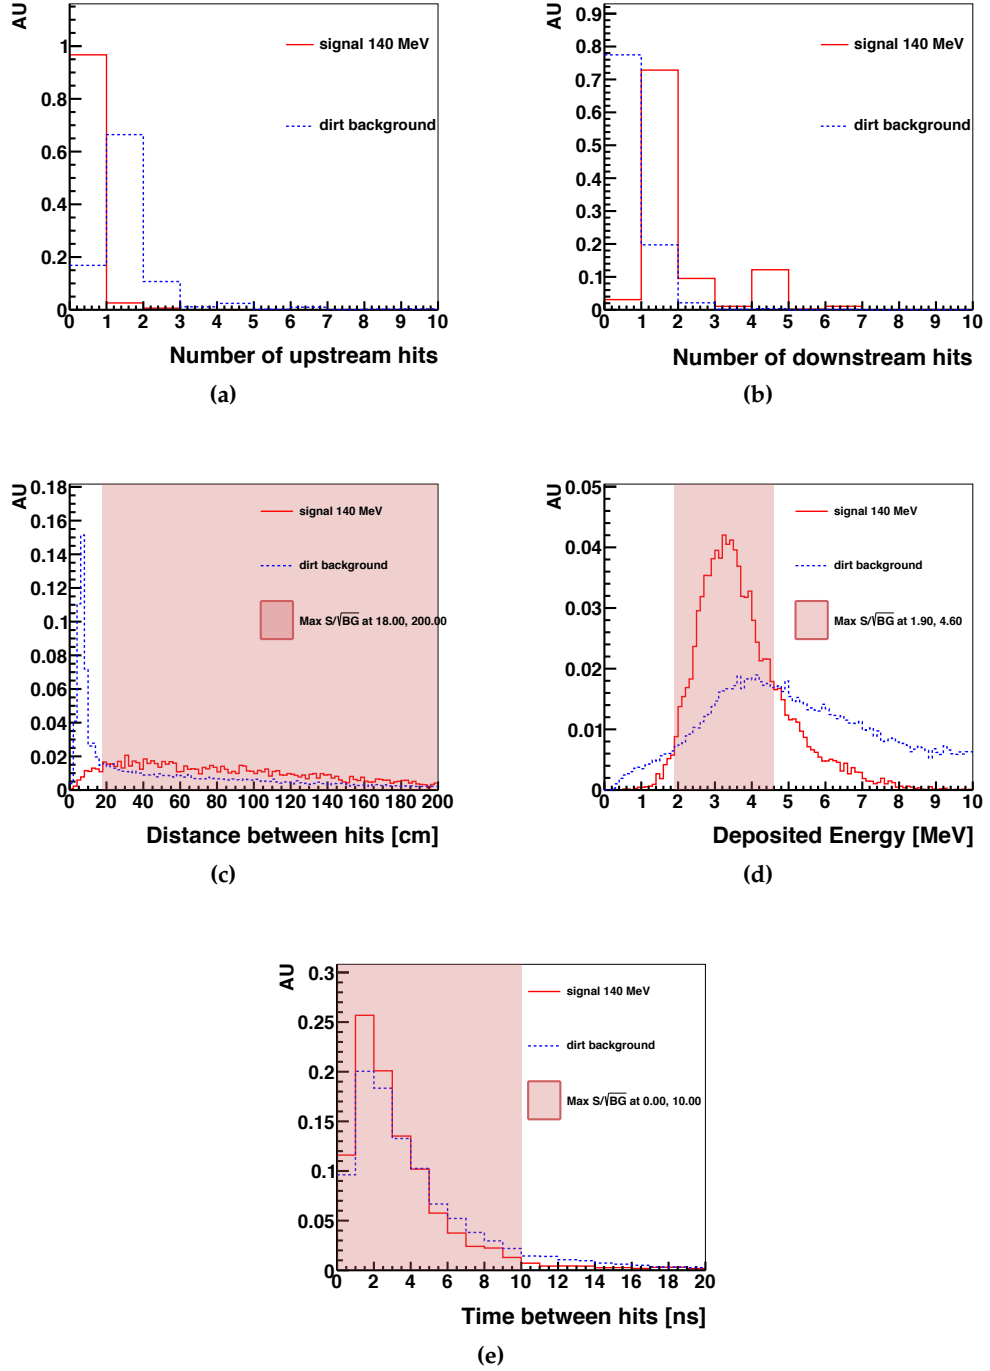 AU
1
0.8
0.6
0.4
0.2
0
signal 140 MeV
dirt background
0 1 2 3 4 5 6 7 8 9 10
Number of upstream hits
(a)
AU
0.9
0.8
0.7
0.6
0.5
0.4
0.3
0.2
0.1
0
signal 140 MeV
dirt background
0 1 2 3 4 5 6 7 8 9 10
Number of downstream hits
(b)
AU
0.18
0.16
0.14
0.12
0.10
0.08
0.06
0.04
0.02
0
signal 140 MeV
dirt background
Max S/√BG at 18.00, 200.00
0 20 40 60 80 100 120 140 160 180 200
Distance between hits [cm]
(c)
AU
0.05
0.04
0.03
0.02
0.01
0
signal 140 MeV
dirt background
Max S/√BG at 1.90, 4.60
0 1 2 3 4 5 6 7 8 9 10
Deposited Energy [MeV]
(d)
AU
0.3
0.25
0.2
0.15
0.1
0.05
0
signal 140 MeV
dirt background
Max S/√BG at 0.00, 10.00
0 2 4 6 8 10 12 14 16 18 20
Time between hits [ns]
(e)